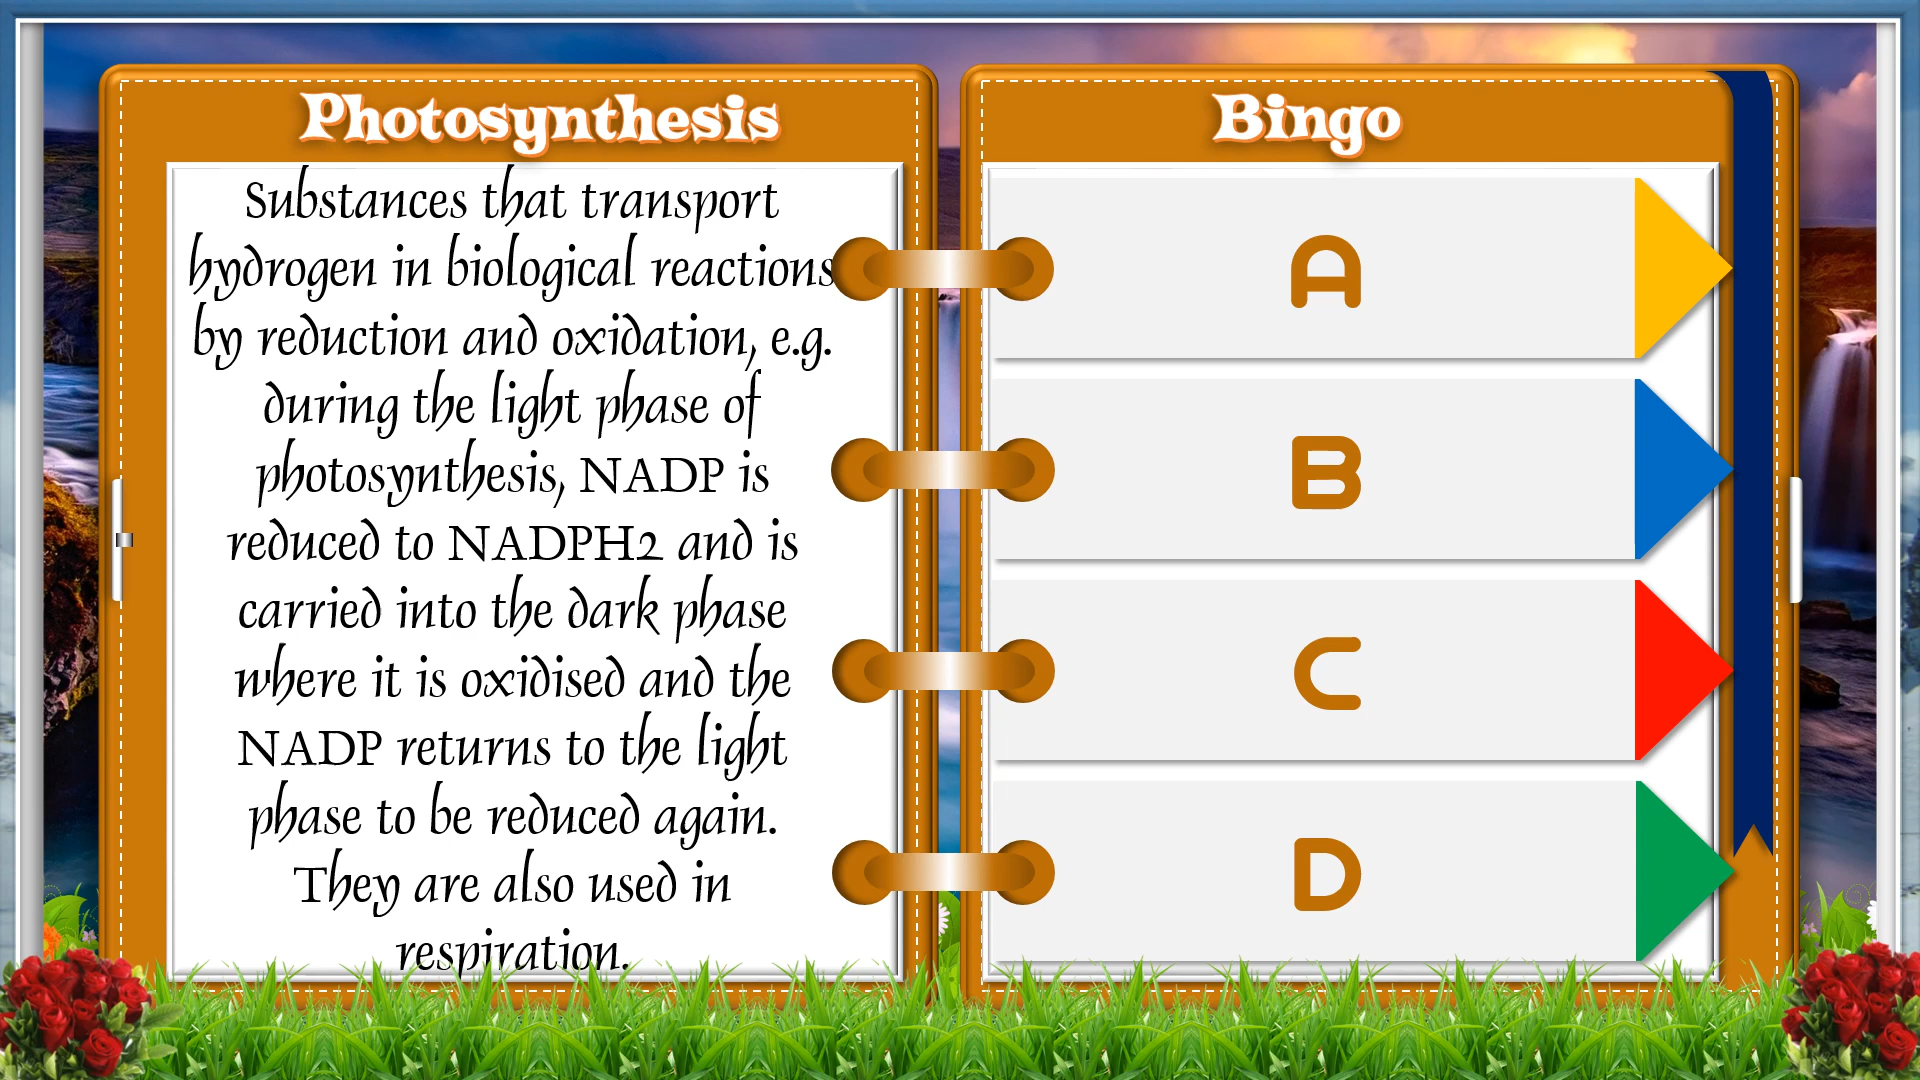 Photosynthesis
Substances that transport
hydrogen in biological reactions
by reduction and oxidation, e.g.
during the light phase of
photosynthesis, NADP is
reduced to NADPH2 and is
carried into the dark phase
where it is oxidised and the
NADP returns to the light
phase to be reduced again.
They are also used in
respiration.
Bingo
A
B
C
D